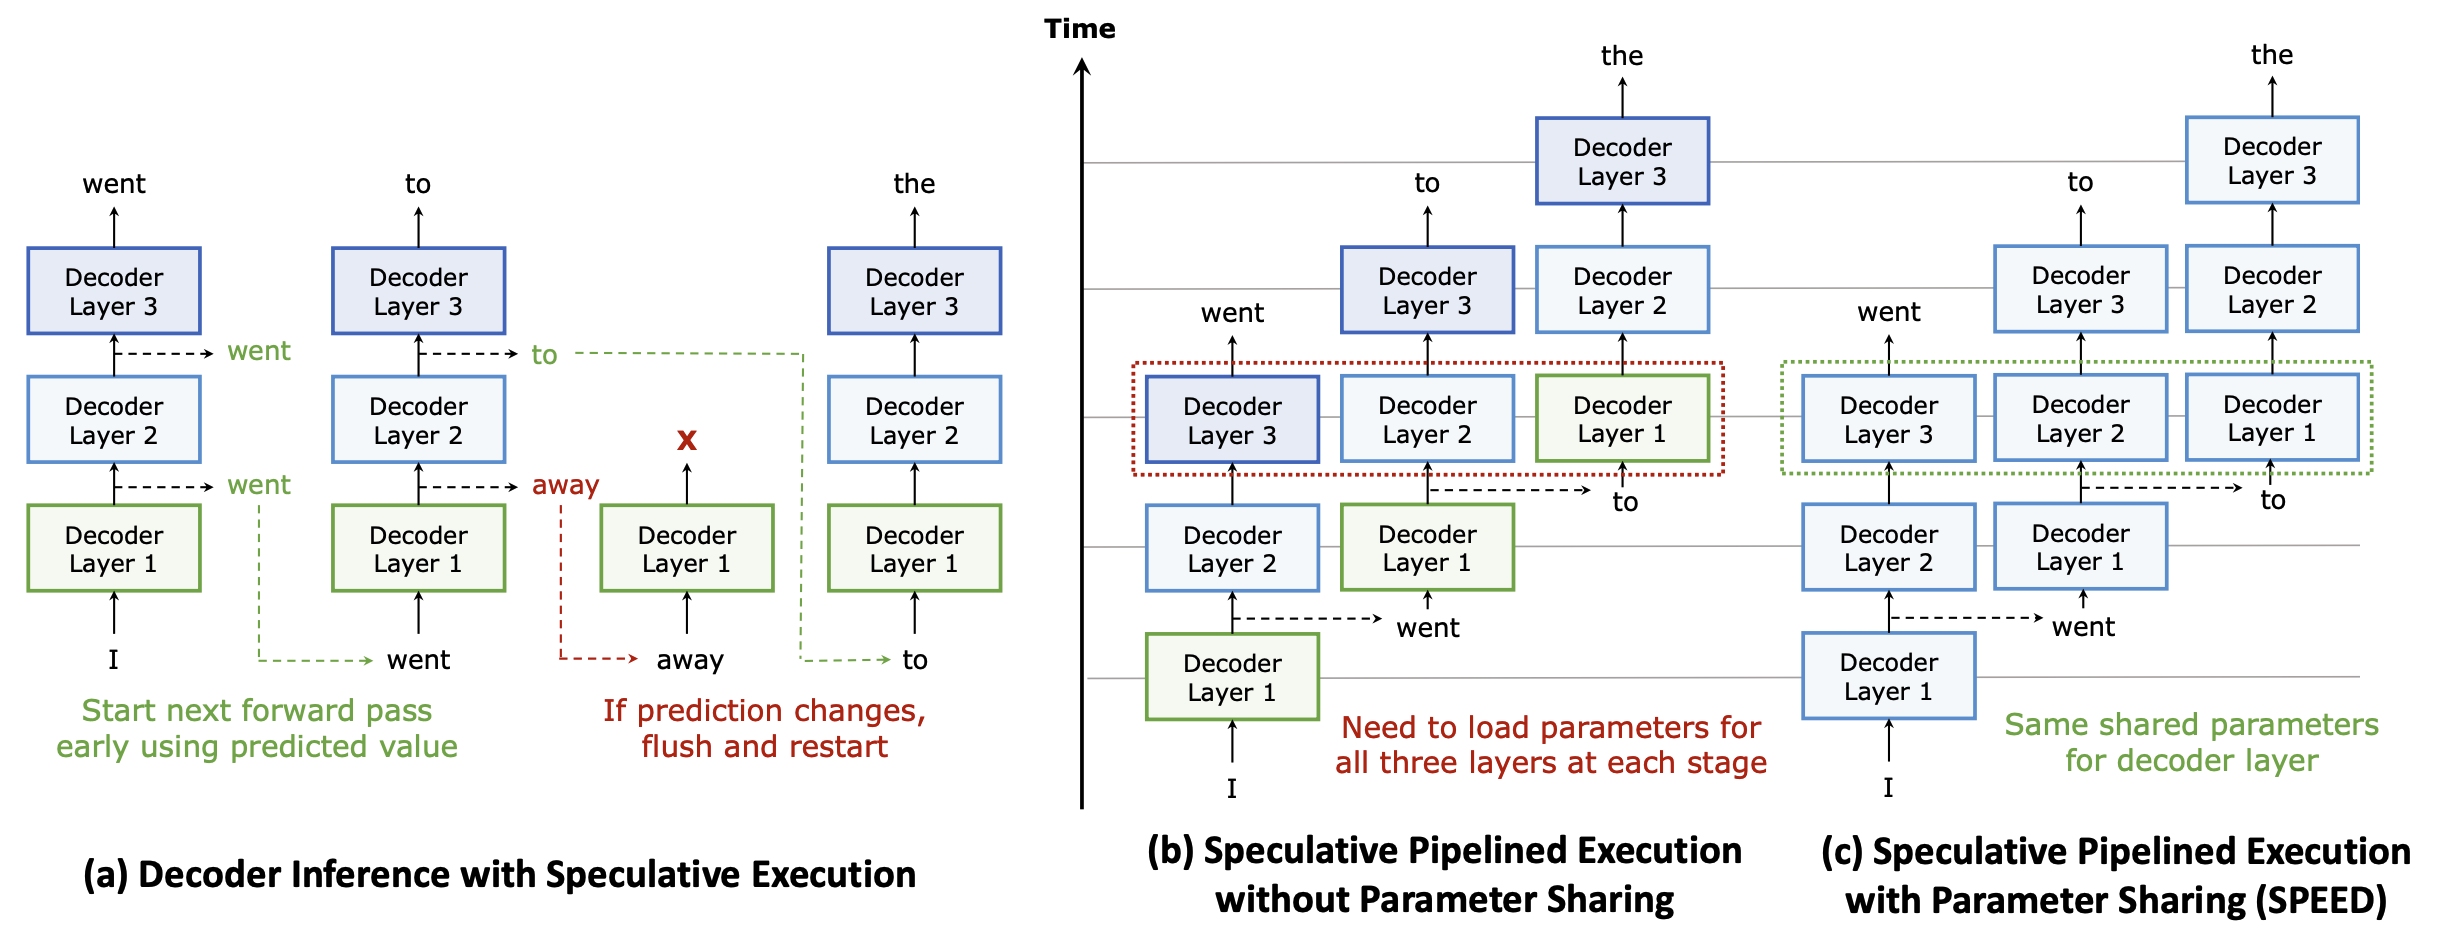 went
to
the
Decoder
Layer 3
Decoder
Layer 3
Decoder
Layer 3
went
to
Decoder
Layer 2
Decoder
Layer 2
Decoder
Layer 2
x
went
away
Decoder
Layer 1
Decoder
Layer 1
Decoder
Layer 1
Decoder
Layer 1
I
went
away
to
Start next forward pass
early using predicted value
If prediction changes,
flush and restart
(a) Decoder Inference with Speculative Execution
Time
the
Decoder
Layer 3
to
Decoder
Layer 3
Decoder
Layer 2
went
Decoder
Layer 3
Decoder
Layer 2
Decoder
Layer 1
to
Decoder
Layer 2
Decoder
Layer 1
went
Decoder
Layer 1
I
Need to load parameters for
all three layers at each stage
(b) Speculative Pipelined Execution
without Parameter Sharing
the
Decoder
Layer 3
to
Decoder
Layer 3
Decoder
Layer 2
went
Decoder
Layer 3
Decoder
Layer 2
Decoder
Layer 1
to
Decoder
Layer 2
Decoder
Layer 1
went
Decoder
Layer 1
I
Same shared parameters
for decoder layer
(c) Speculative Pipelined Execution
with Parameter Sharing (SPEED)